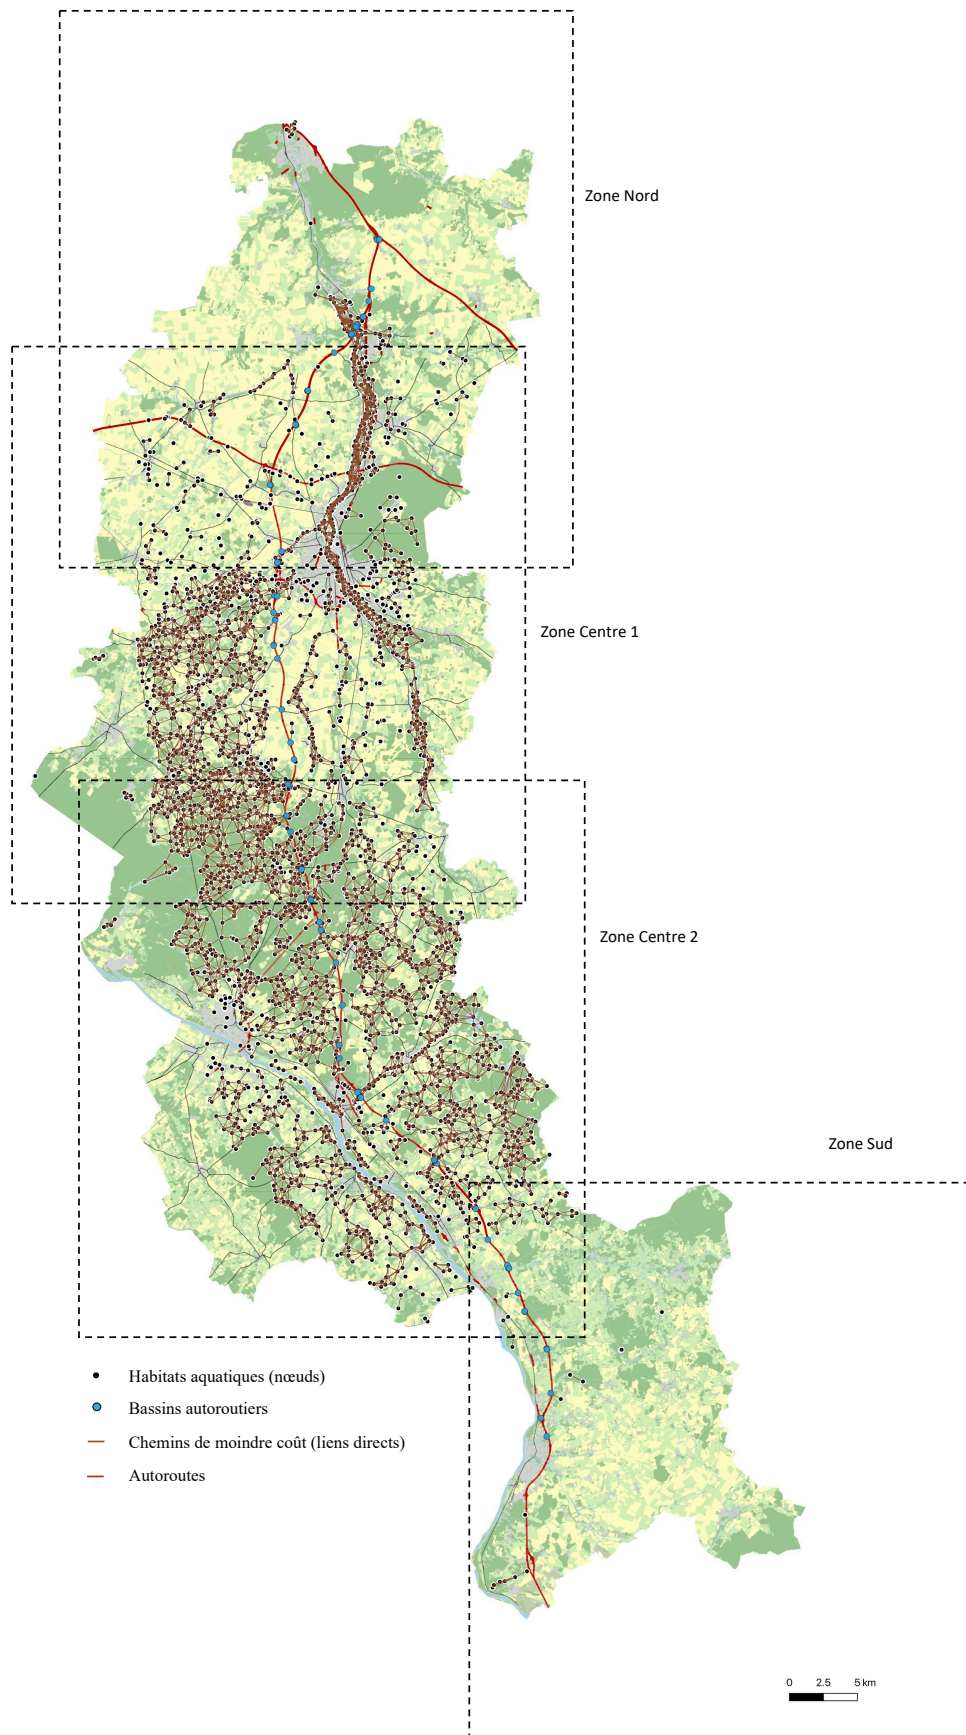 Zone Nord
Zone Centre 1
Zone Centre 2
Zone Sud
Habitats aquatiques (nœuds)
Bassins autoroutiers
Chemins de moindre coût (liens directs)
Autoroutes
0 2.5 5 km